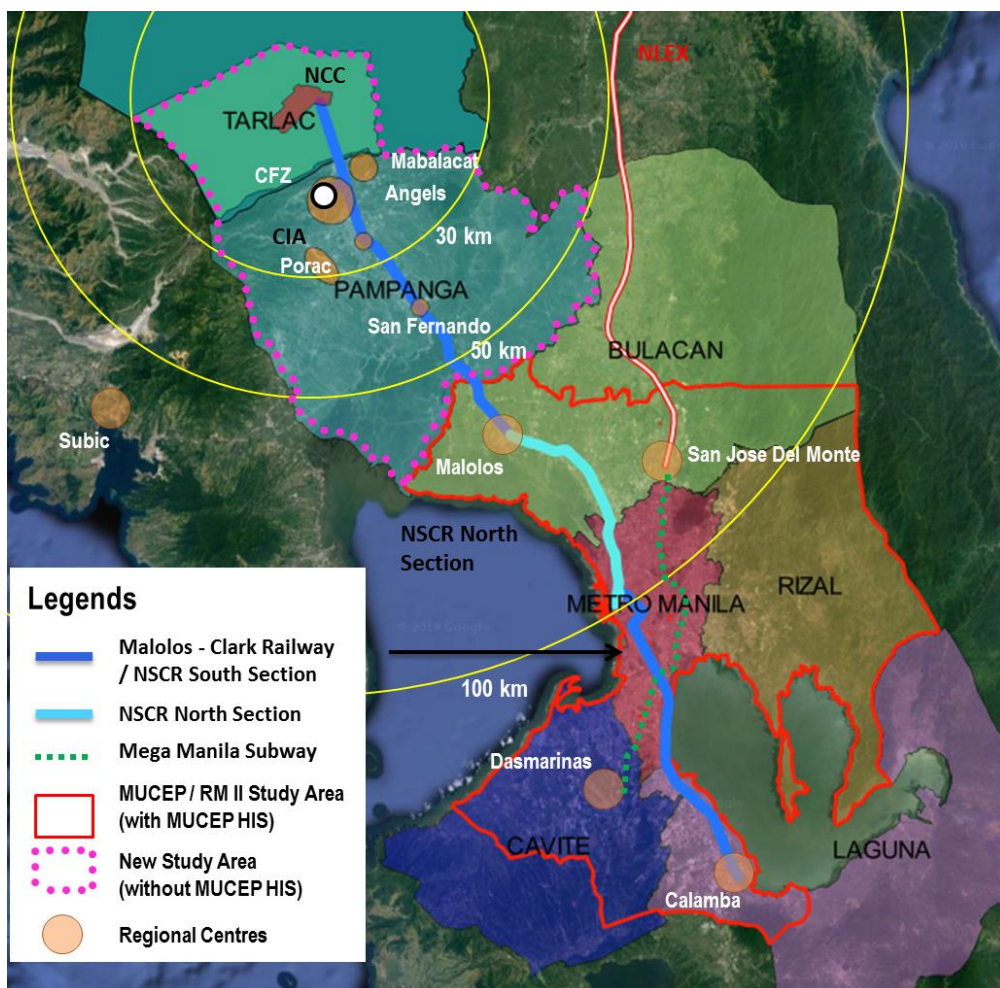 NLEX
NCC
TARLAC
CFZ
Mabalacat
Angels
CIA
30 km
Porac
PAMPANGA
San Fernando
50 km
BULACAN
Subic
Malolos
San Jose Del Monte
NSCR North
Section
RIZAL
METRO MANILA
100 km
Dasmarinas
CAVITE
LAGUNA
Calamba
Legends
Malolos - Clark Railway
/ NSCR South Section
NSCR North Section
Mega Manila Subway
MUCEP / RM II Study Area
(with MUCEP HIS)
New Study Area
(without MUCEP HIS)
Regional Centres